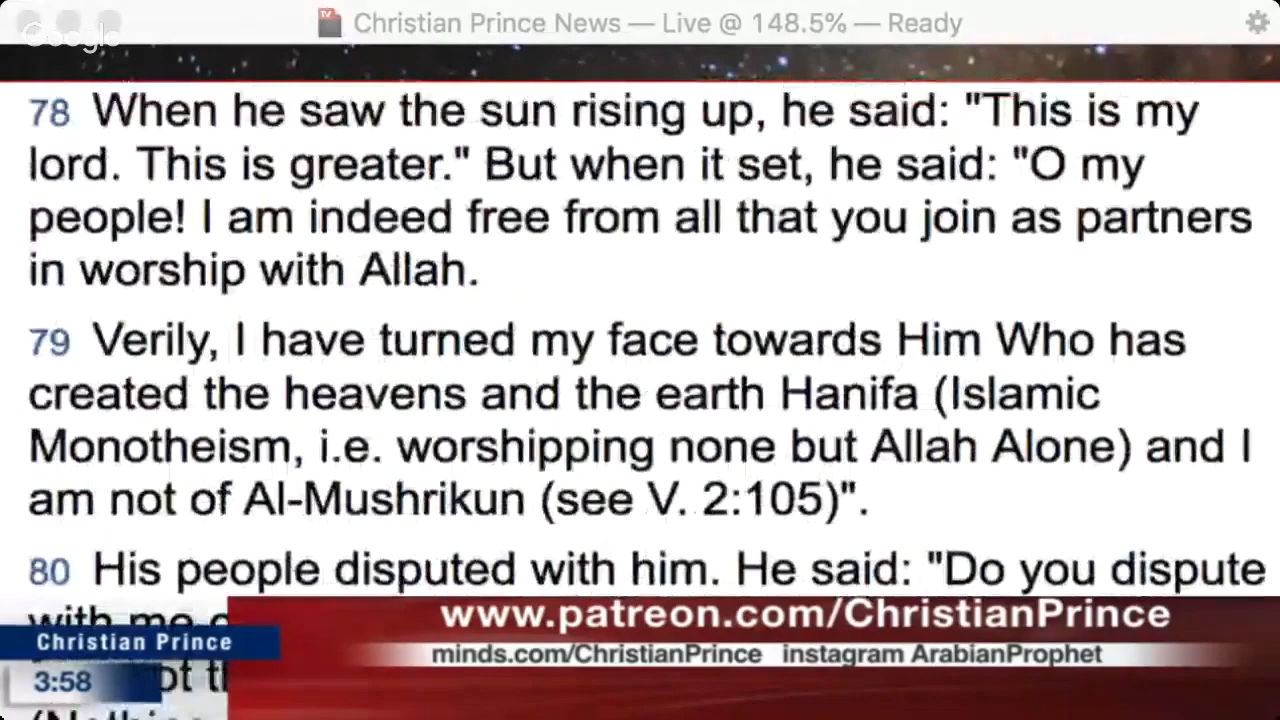 Christian Prince News — Live @ 148.5% — Ready
Google
78 When he saw the sun rising up, he said: "This is my
lord. This is greater." But when it set, he said: "O my
people! I am indeed free from all that you join as partners
in worship with Allah.
79 Verily, I have turned my face towards Him Who has
created the heavens and the earth Hanifa (Islamic
Monotheism, i.e. worshipping none but Allah Alone) and I
am not of Al-Mushrikun (see V. 2:105)".
80 His people disputed with him. He said: "Do you dispute
with me
www.patreon.com/ChristianPrince
Christian Prince
minds.com/ChristianPrince instagram ArabianProphet
3:58